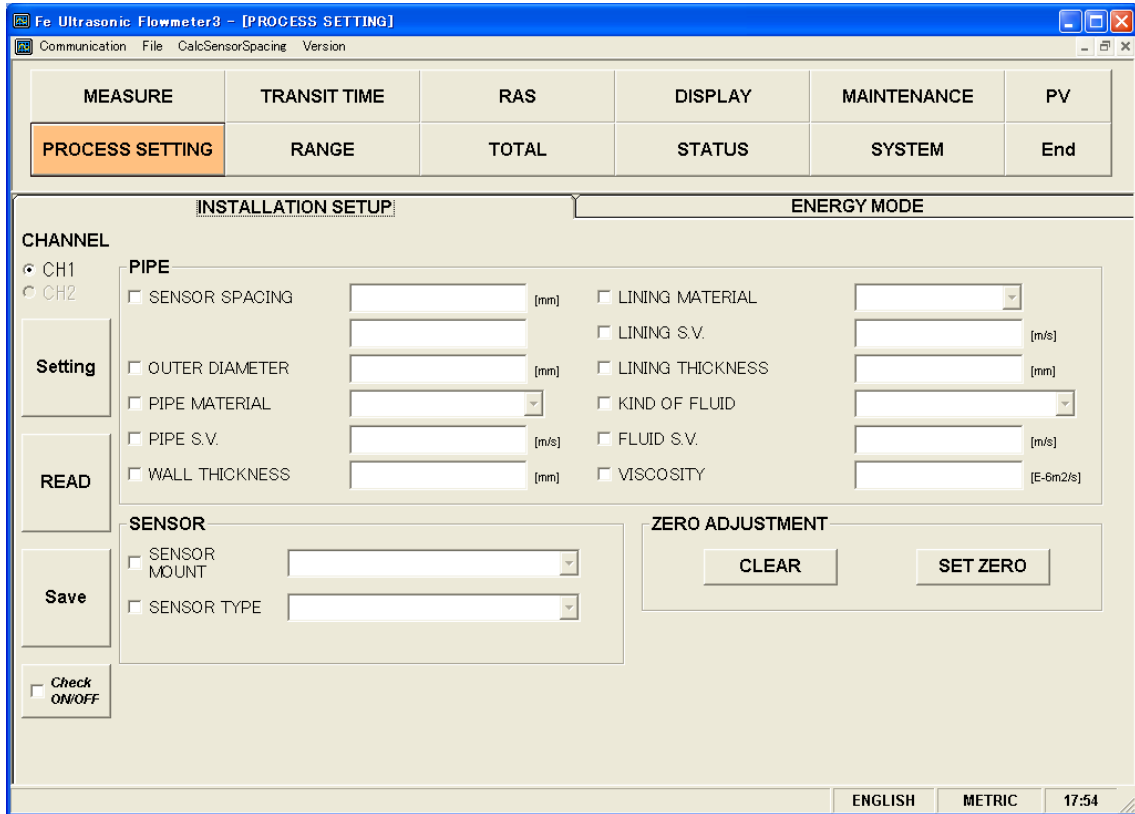 Fe Ultrasonic Flowmeter3 - [PROCESS SETTING]
Communication File CalcSensorSpacing Version
MEASURE TRANSIT TIME RAS DISPLAY MAINTENANCE PV
PROCESS SETTING RANGE TOTAL STATUS SYSTEM End
INSTALLATION SETUP ENERGY MODE
CHANNEL
CH1
CH2
Setting
READ
Save
Check
ON/OFF
PIPE
SENSOR SPACING [mm] LINING MATERIAL
LINING S.V. [m/s]
OUTER DIAMETER [mm] LINING THICKNESS [mm]
PIPE MATERIAL KIND OF FLUID
PIPE S.V. [m/s] FLUID S.V. [m/s]
WALL THICKNESS [mm] VISCOSITY [E-6m2/s]
SENSOR
SENSOR
MOUNT
SENSOR TYPE
ZERO ADJUSTMENT
CLEAR SET ZERO
ENGLISH METRIC 17:54